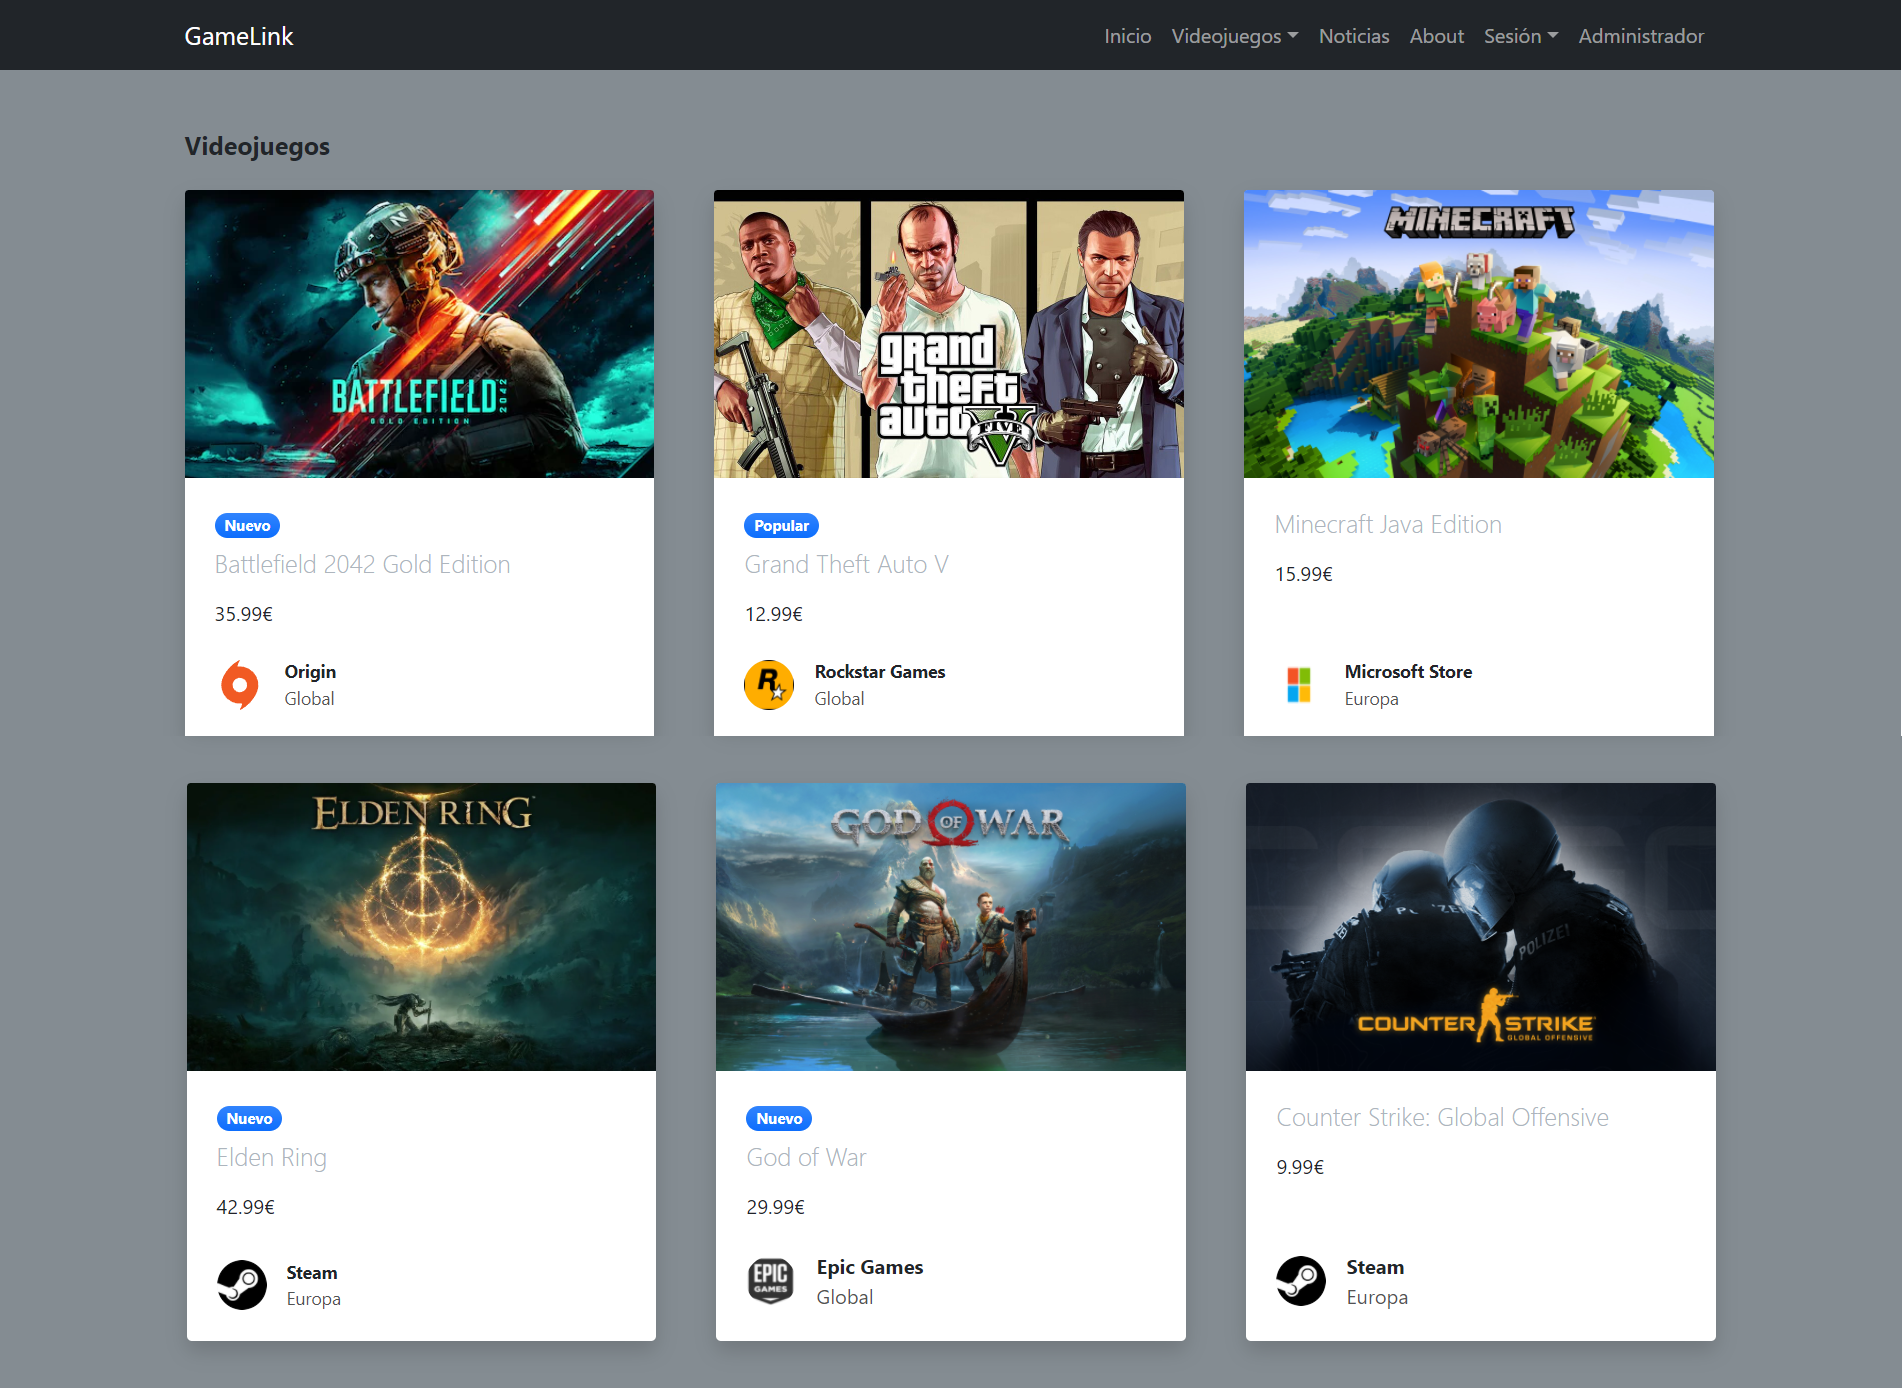 GameLink
Inicio Videojuegos Noticias About Sesión Administrador
Videojuegos
BATTLEFIELD 2042
GOLD EDITION
grand
theft
auto
V
FIVE
MINECRAFT
Nuevo
Battlefield 2042 Gold Edition
35.99€
Origin
Global
Popular
Grand Theft Auto V
12.99€
R
Rockstar Games
Global
Minecraft Java Edition
15.99€
Microsoft Store
Europa
ELDEN RING
GOD OF WAR
POLIZEI
POLIZEI
COUNTER STRIKE
GLOBAL OFFENSIVE
Nuevo
Elden Ring
42.99€
Steam
Europa
Nuevo
God of War
29.99€
EPIC
GAMES
Epic Games
Global
Counter Strike: Global Offensive
9.99€
Steam
Europa